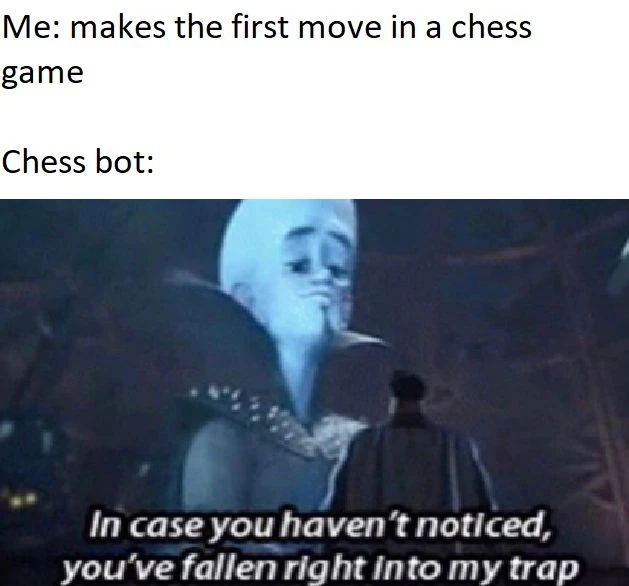 Me: makes the first move in a chess
game
Chess bot:
In case you haven't noticed,
you've fallen right into my trap